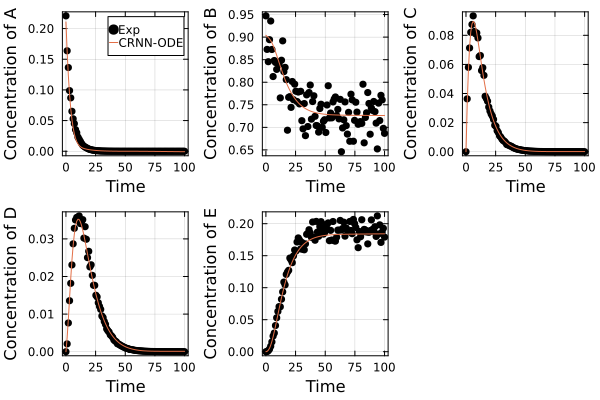 Concentration of A
0.20
0.15
0.10
0.05
0.00
0 25 50 75 100
Time
Exp
CRNN-ODE
Concentration of B
0.95
0.90
0.85
0.80
0.75
0.70
0.65
0 25 50 75 100
Time
Concentration of C
0.08
0.06
0.04
0.02
0.00
0 25 50 75 100
Time
Concentration of D
0.03
0.02
0.01
0.00
0 25 50 75 100
Time
Concentration of E
0.20
0.15
0.10
0.05
0.00
0 25 50 75 100
Time